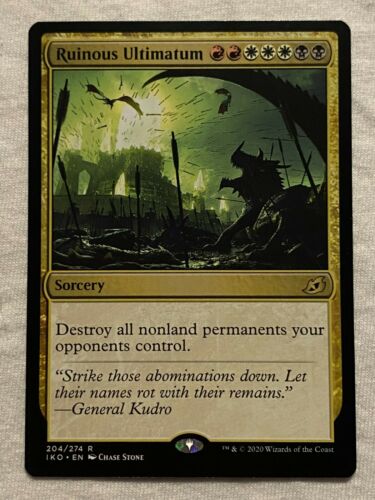 Ruinous Ultimatum
Sorcery
Destroy all nonland permanents your
opponents control.
“Strike those abominations down. Let
their names rot with their remains.”
—General Kudro
204/274 R
IKO • EN Chase Stone
™ & © 2020 Wizards of the Coast